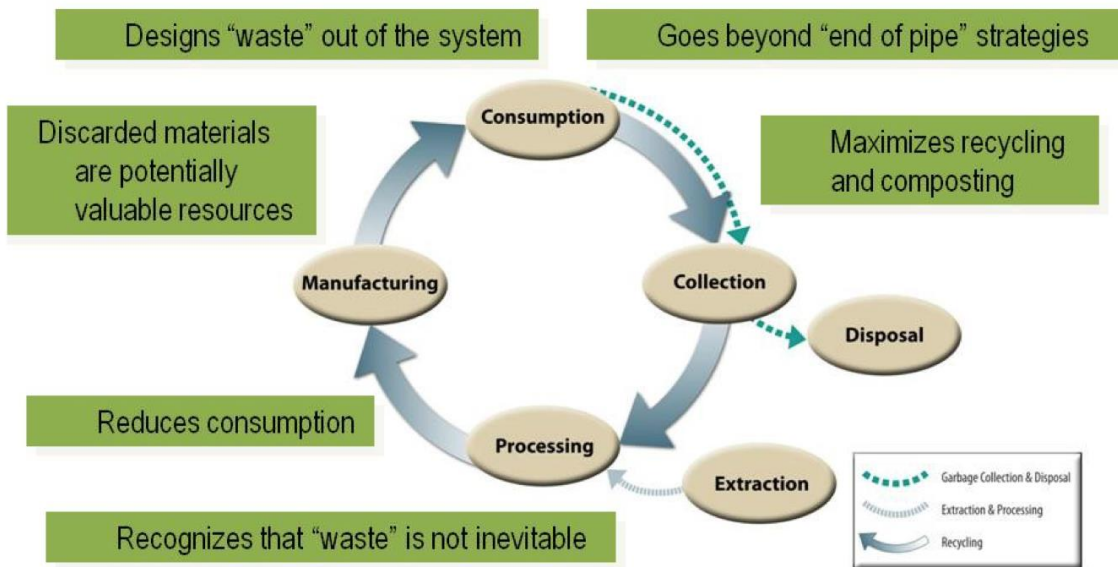 Designs “waste” out of the system
Goes beyond “end of pipe” strategies
Consumption
Discarded materials
are potentially
valuable resources
Maximizes recycling
and composting
Manufacturing
Collection
Disposal
Reduces consumption
Processing
Extraction
Garbage Collection & Disposal
Extraction & Processing
Recycling
Recognizes that “waste” is not inevitable